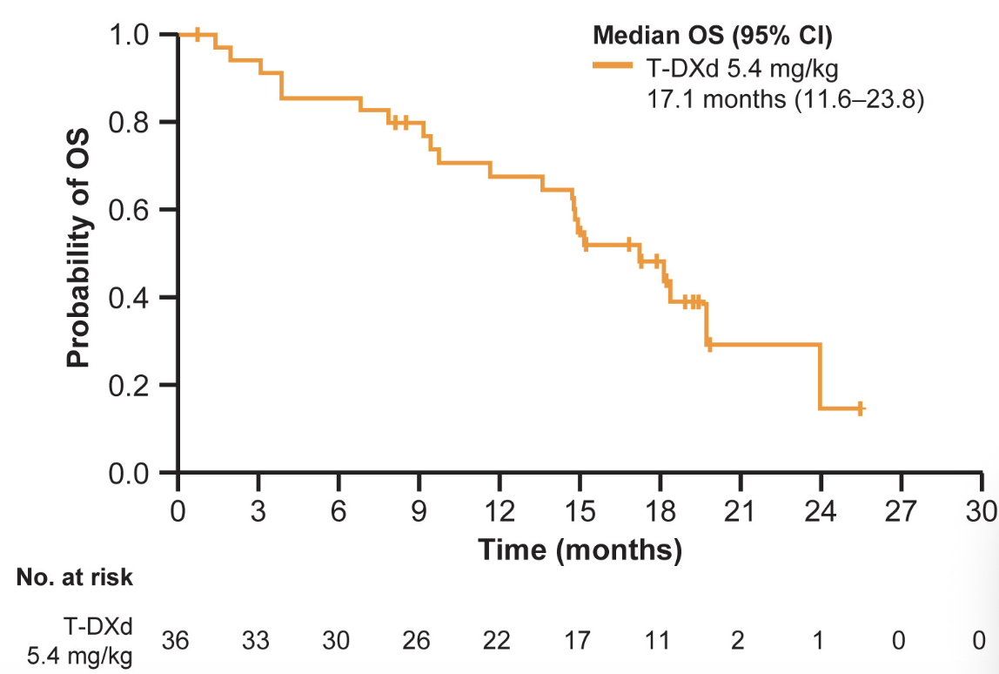 Median OS (95% CI)
T-DXd 5.4 mg/kg
17.1 months (11.6–23.8)
Probability of OS
1.0
0.8
0.6
0.4
0.2
0.0
0 3 6 9 12 15 18 21 24 27 30
Time (months)
No. at risk
T-DXd
5.4 mg/kg
36 33 30 26 22 17 11 2 1 0 0